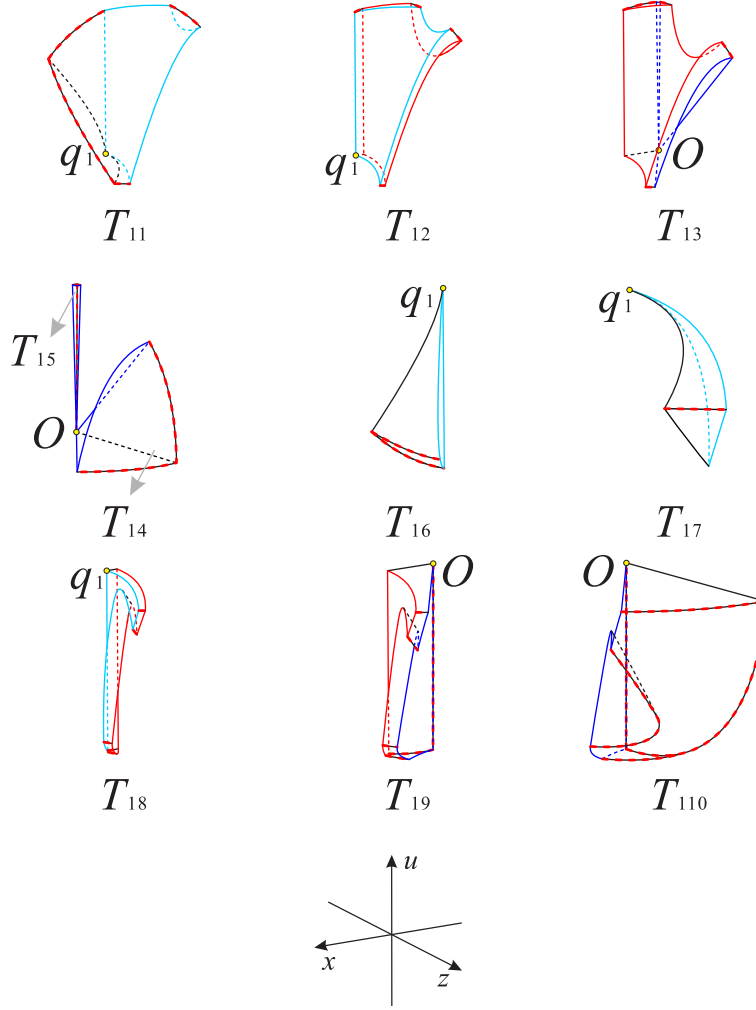 q1 q1 O
T11 T12 T13
T15 q1 q1
O
T14 T16 T17
q1 O O
T18 T19 T110
u
x z